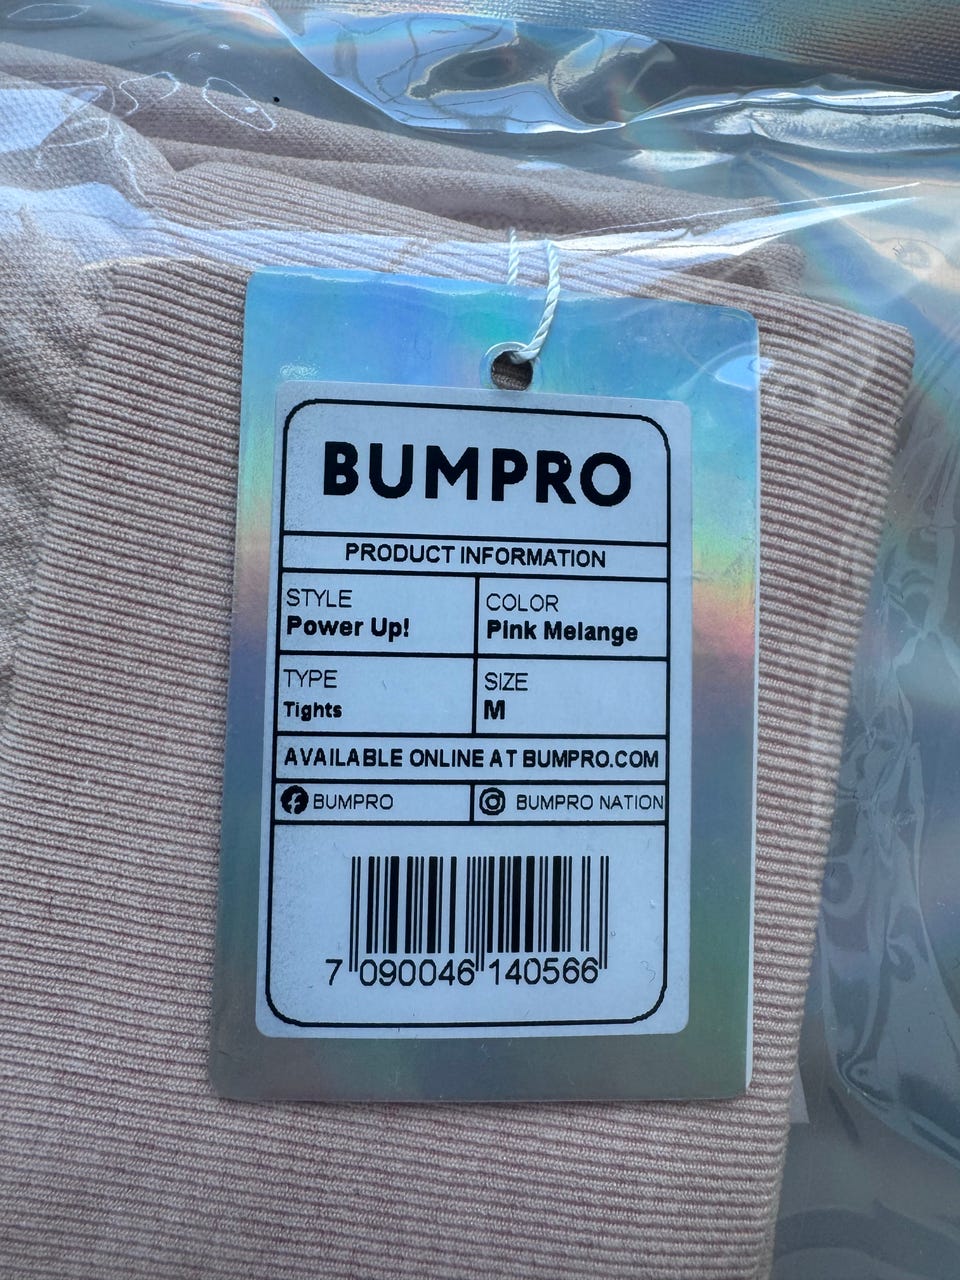 BUMPRO
PRODUCT INFORMATION
STYLE
Power Up!
COLOR
Pink Melange
TYPE
Tights
SIZE
M
AVAILABLE ONLINE AT BUMPRO.COM
BUMPRO
BUMPRO NATION
7 090046 140566